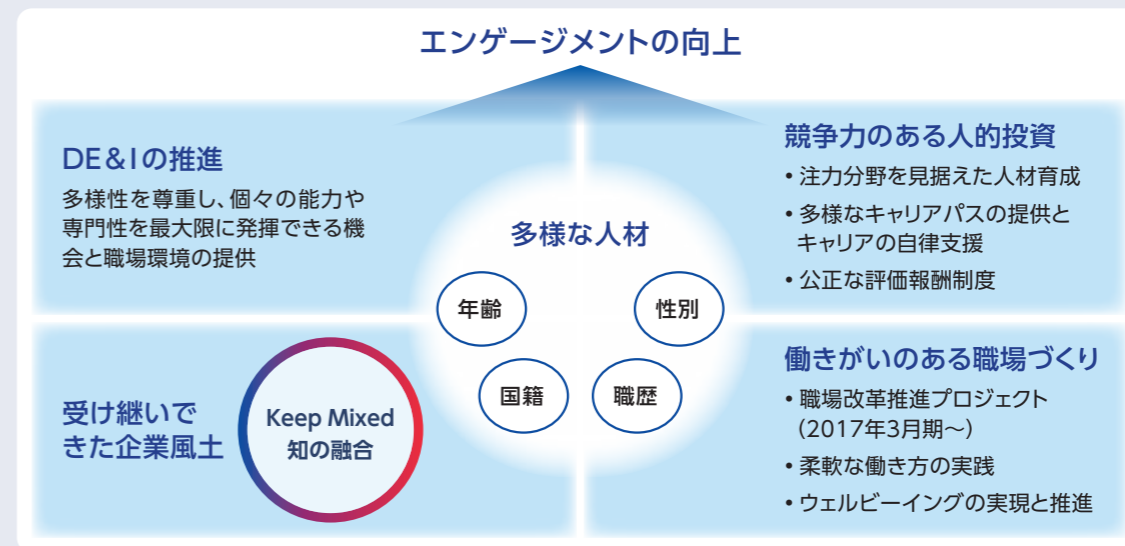 エンゲージメントの向上
DE&Iの推進
多様性を尊重し、個々の能力や
専門性を最大限に発揮できる機
会と職場環境の提供
競争力のある人的投資
・注力分野を見据えた人材育成
・多様なキャリアパスの提供と
キャリアの自律支援
・公正な評価報酬制度
多様な人材
年齢
性別
国籍
職歴
受け継いで
きた企業風土
Keep Mixed
知の融合
働きがいのある職場づくり
・職場改革推進プロジェクト
(2017年3月期~)
・柔軟な働き方の実践
・ウェルビーイングの実現と推進